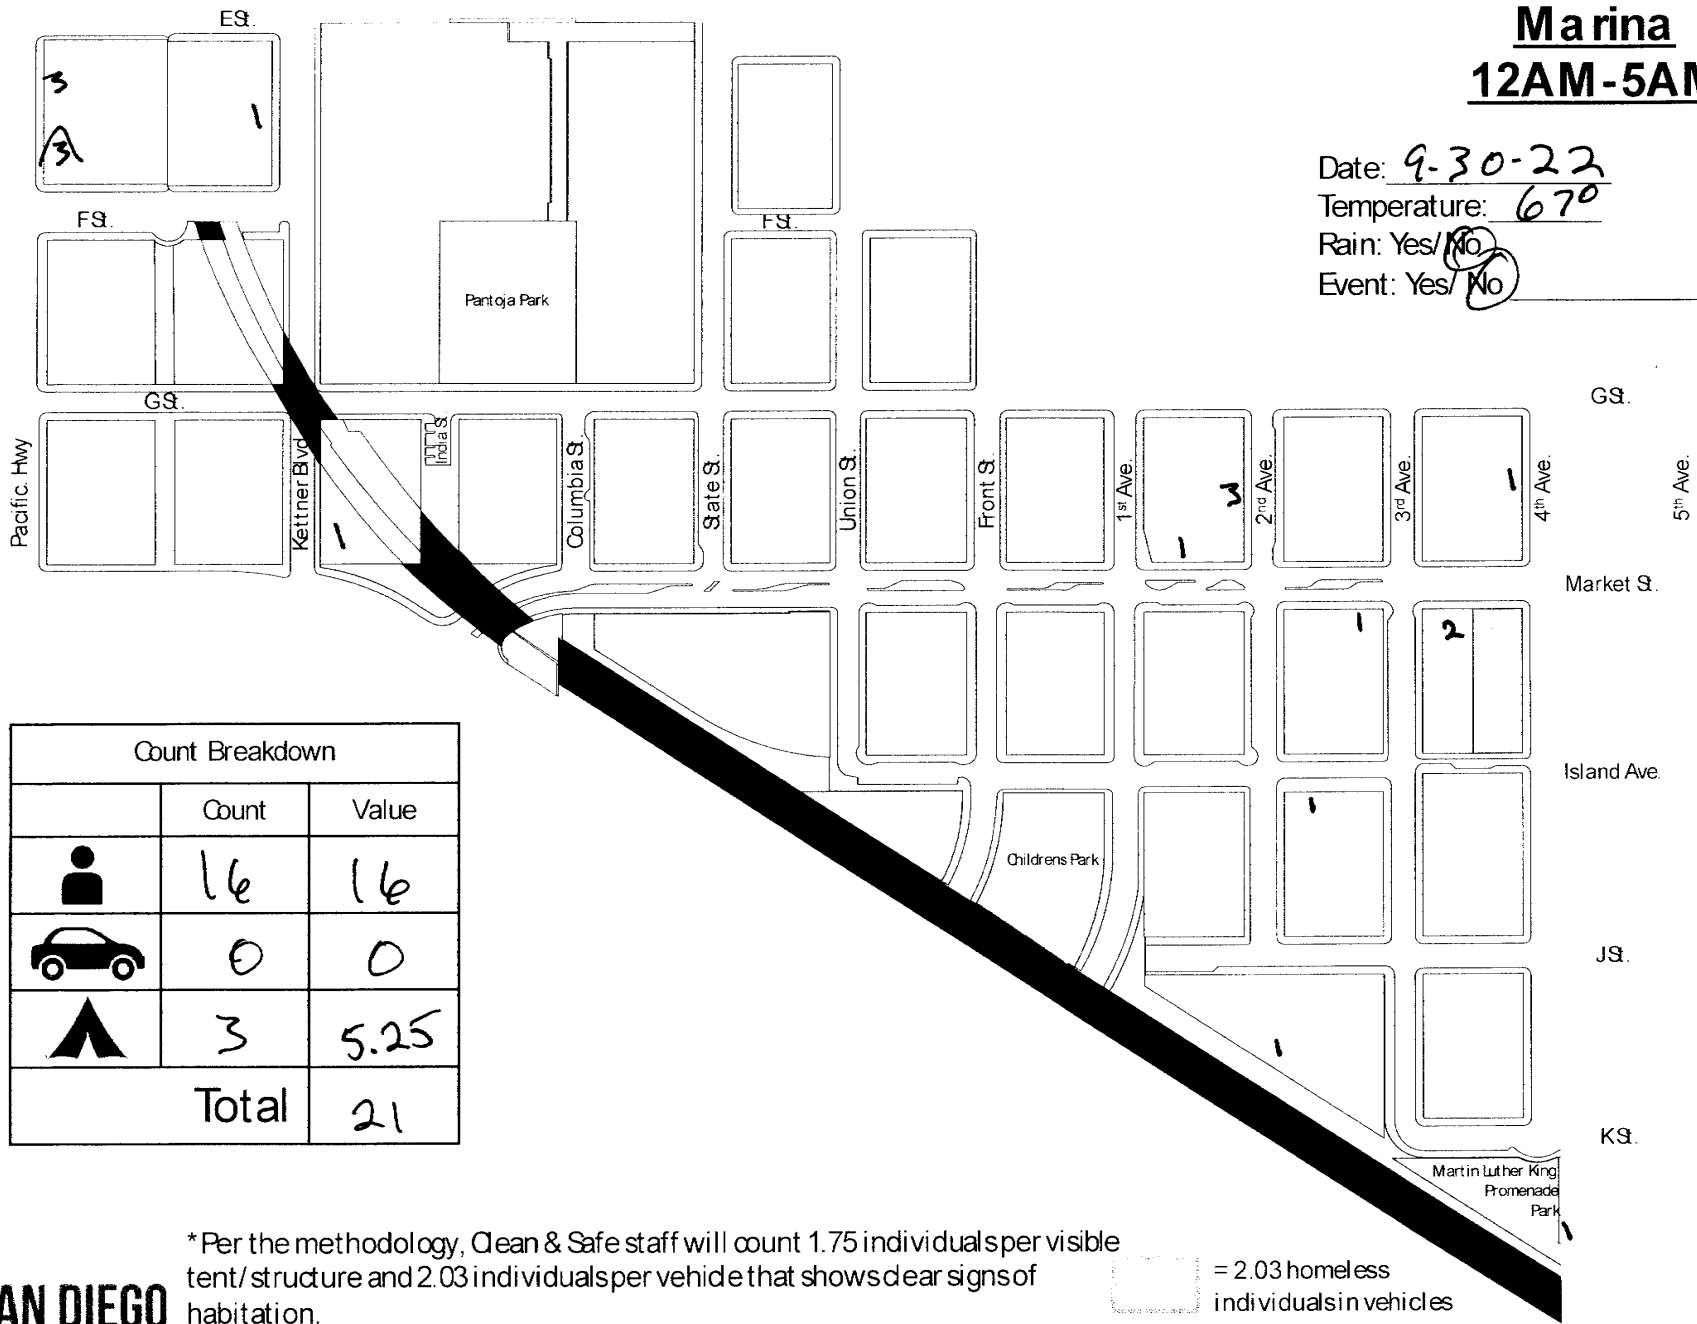 E St.
Marina
12AM-5AM
3
1
3
Date: 9-30-22
Temperature: 67°
Rain: Yes/No
Event: Yes/ No
F St.
F St.
Pantoja Park
G St.
G St.
Pacific. Hwy
Kettner Blvd
India St.
Columbia St.
State St.
Union St.
Front St.
1st Ave.
2nd Ave.
3rd Ave.
4th Ave.
5th Ave.
1
3
1
1
Market St.
1
2
Island Ave.
1
Childrens Park
J St.
1
K St.
Martin Luther King
Promenade
Park
1
Count Breakdown
Count Value
16 16
0 0
3 5.25
Total 21
*Per the methodology, Clean & Safe staff will count 1.75 individuals per visible
tent/structure and 2.03 individuals per vehicle that shows clear signs of
habitation.
AN DIEGO
= 2.03 homeless
individuals in vehicles